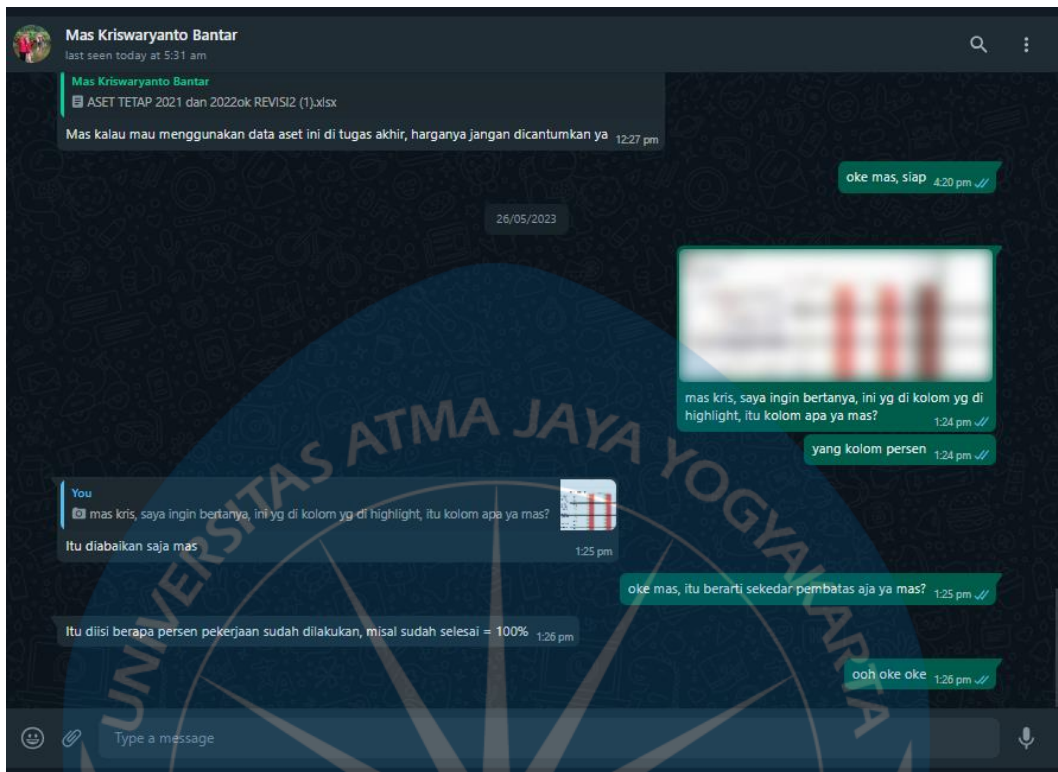 Mas Kriswaryanto Bantar
last seen today at 5:31 am
Mas Kriswaryanto Bantar
ASET TETAP 2021 dan 2022ok REVISI2 (1).xlsx
Mas kalau mau menggunakan data aset ini di tugas akhir, harganya jangan dicantumkan ya 12:27 pm
oke mas, siap 4:20 pm
26/05/2023
mas kris, saya ingin bertanya, ini yg di kolom yg di
highlight, itu kolom apa ya mas? 1:24 pm
yang kolom persen 1:24 pm
You
mas kris, saya ingin bertanya, ini yg di kolom yg di highlight, itu kolom apa ya mas?
Itu diabaikan saja mas 1:25 pm
oke mas, itu berarti sekedar pembatas aja ya mas? 1:25 pm
Itu diisi berapa persen pekerjaan sudah dilakukan, misal sudah selesai = 100% 1:26 pm
ooh oke oke 1:26 pm
Type a message
UNIVERSITAS ATMA JAYA YOGYAKARTA